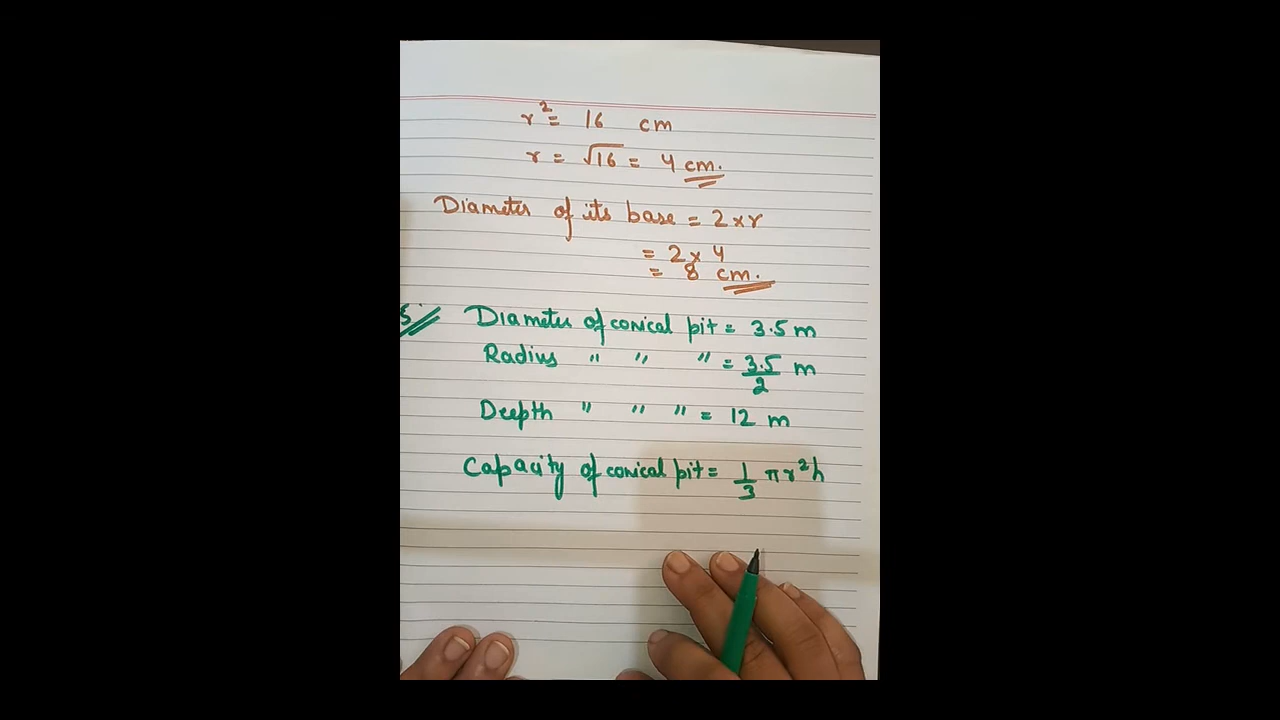 r² = 16 cm
r = √16 = 4 cm.
Diameter of its base = 2×r
= 2 × 4
= 8 cm.
5. Diameter of conical pit = 3.5 m
Radius " " " = 3.5/2 m
Deepth " " " = 12 m
Capacity of conical pit = 1/3 πr²h